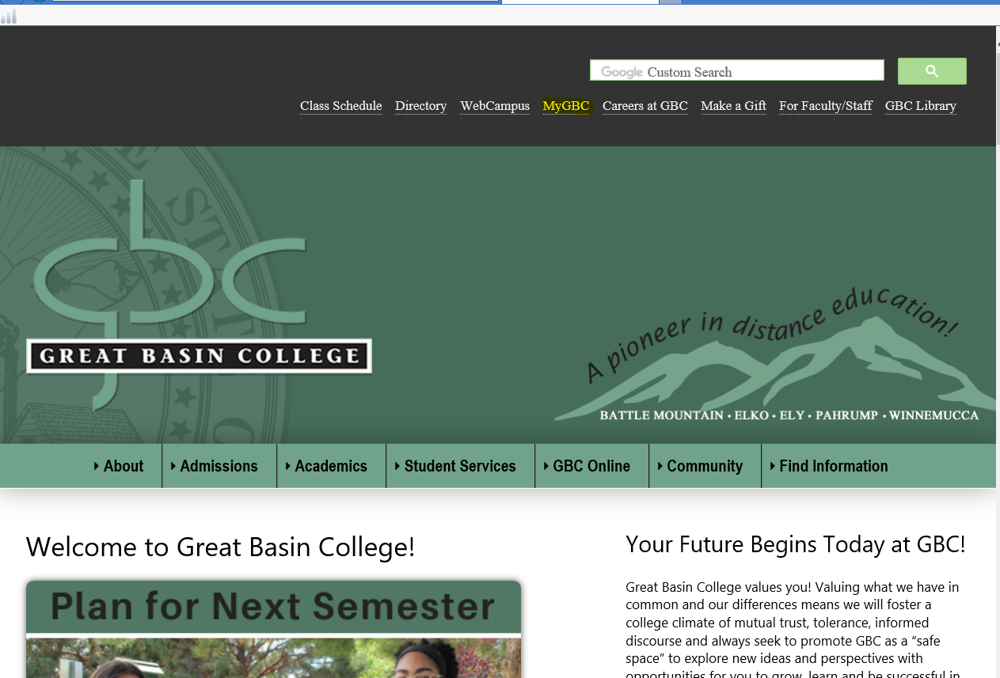 Google Custom Search
Class Schedule Directory WebCampus MyGBC Careers at GBC Make a Gift For Faculty/Staff GBC Library
gbc
GREAT BASIN COLLEGE
A pioneer in distance education!
BATTLE MOUNTAIN • ELKO • ELY • PAHRUMP • WINNEMUCCA
About Admissions Academics Student Services GBC Online Community Find Information
Welcome to Great Basin College!
Plan for Next Semester
Your Future Begins Today at GBC!
Great Basin College values you! Valuing what we have in
common and our differences means we will foster a
college climate of mutual trust, tolerance, informed
discourse and always seek to promote GBC as a “safe
space” to explore new ideas and perspectives with
opportunities for you to grow, learn and be successful in